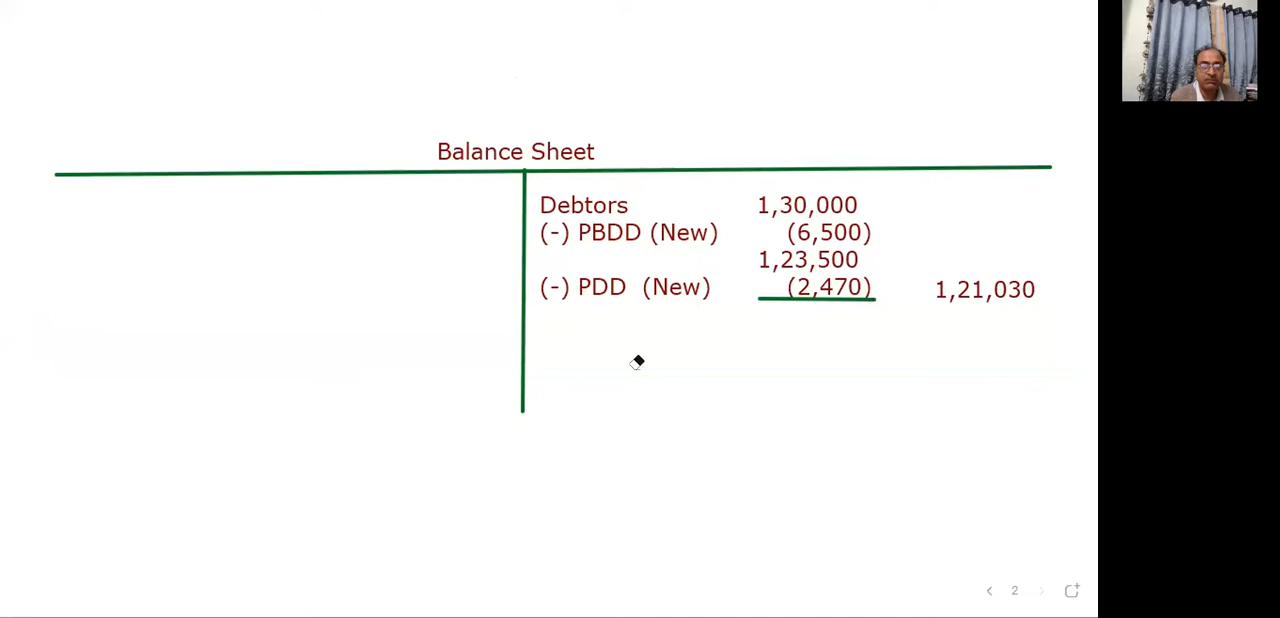 Balance Sheet
Debtors 1,30,000
(-) PBDD (New) (6,500)
1,23,500
(-) PDD (New) (2,470) 1,21,030
< 2 >